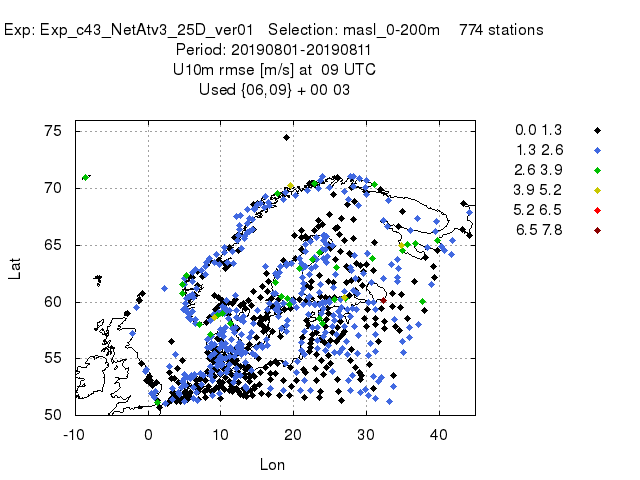 Exp: Exp_c43_NetAtv3_25D_ver01 Selection: masl_0-200m 774 stations
Period: 20190801-20190811
U10m rmse [m/s] at 09 UTC
Used {06,09} + 00 03
75
70
65
60
55
50
Lat
-10 0 10 20 30 40
Lon
0.0 1.3
1.3 2.6
2.6 3.9
3.9 5.2
5.2 6.5
6.5 7.8